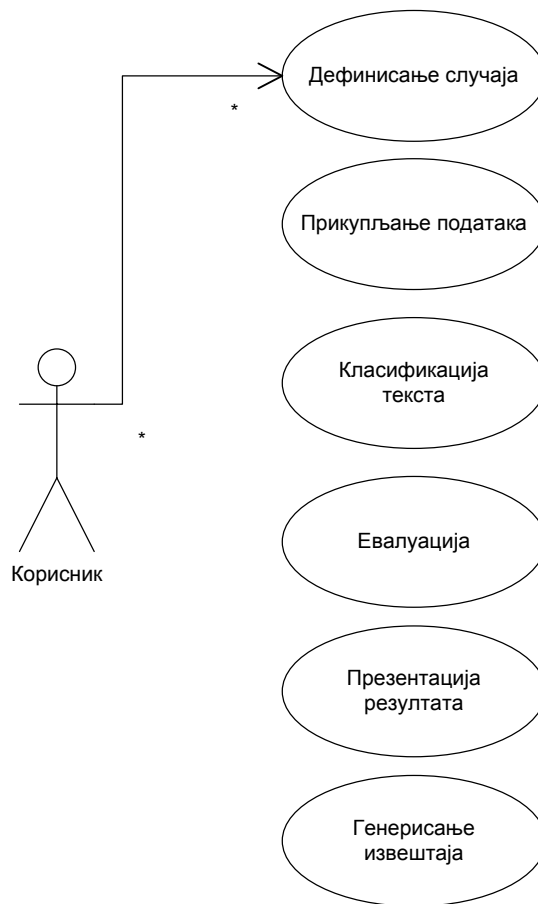 Дефинисање случаја
*
Прикупљање података
Класификација
текста
*
Евалуација
Корисник
Презентација
резултата
Генерисање
извештаја